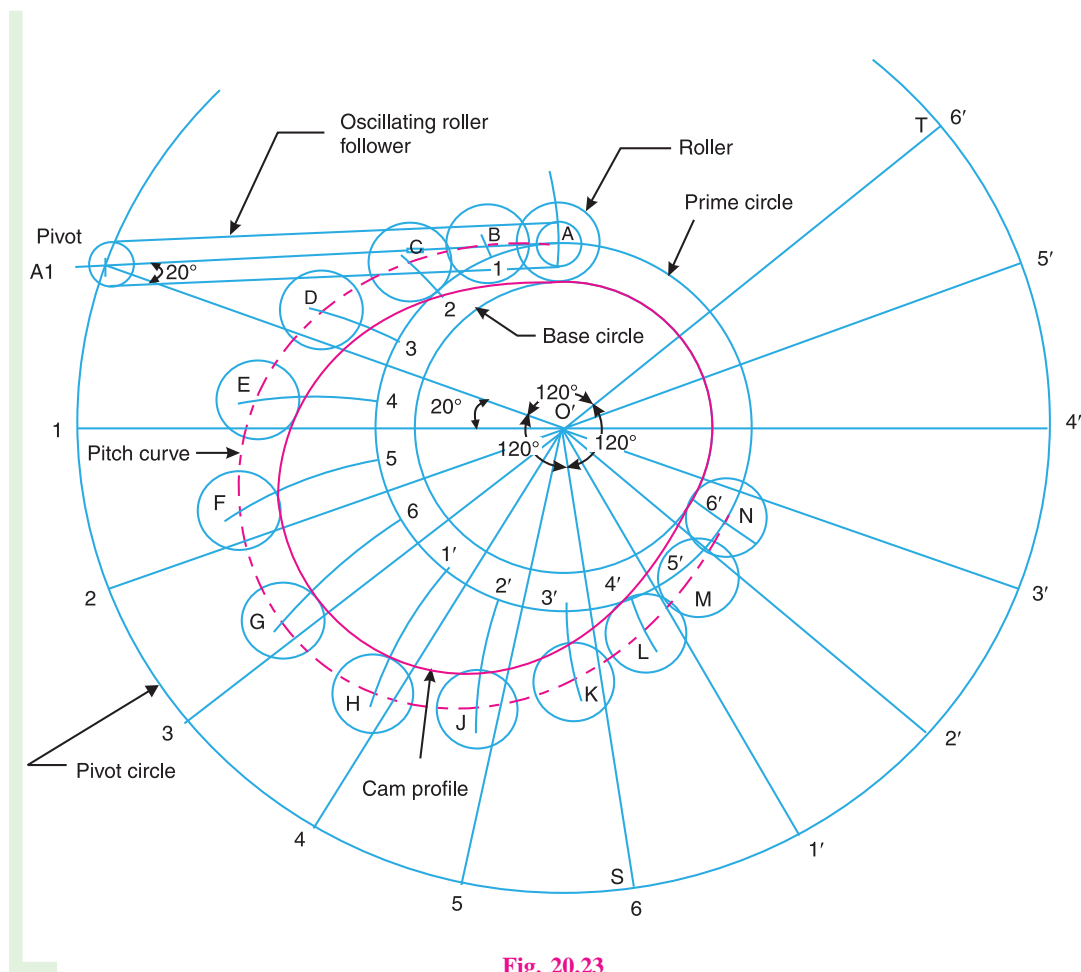 Oscillating roller
follower
Roller
Prime circle
T
6′
Pivot
A1
20°
C
B
A
1
5′
D
2
3
Base circle
E
4
20°
120°
O′
120°
120°
1
4′
Pitch curve
5
F
6
6′
N
1′
2′
3′
4′
5′
M
2
3′
G
L
H
J
K
3
2′
Pivot circle
Cam profile
4
1′
5
S
6
Fig. 20.23